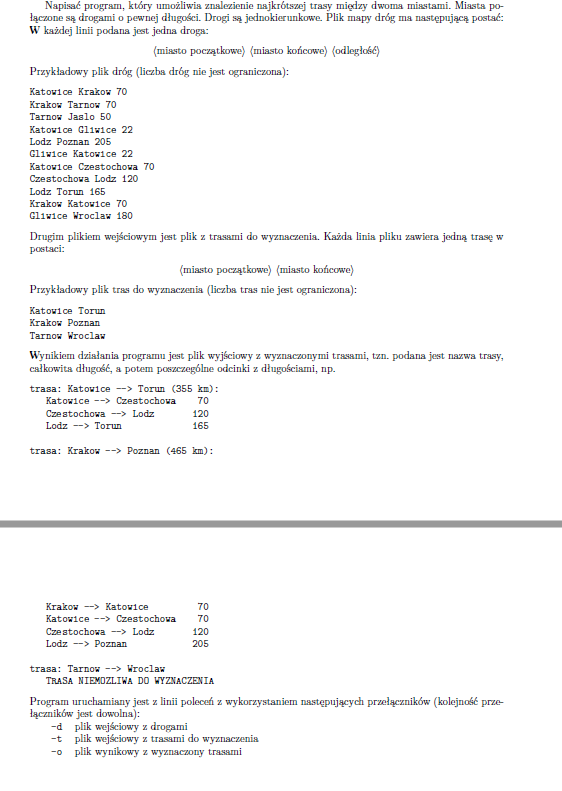 Napisać program, który umożliwia znalezienie najkrótszej trasy między dwoma miastami. Miasta po-
łączone są drogami o pewnej długości. Drogi są jednokierunkowe. Plik mapy dróg ma następującą postać:
W każdej linii podana jest jedna droga:
⟨miasto początkowe⟩ ⟨miasto końcowe⟩ ⟨odległość⟩
Przykładowy plik dróg (liczba dróg nie jest ograniczona):
Katowice Krakow 70
Krakow Tarnow 70
Tarnow Jaslo 50
Katowice Gliwice 22
Lodz Poznan 205
Gliwice Katowice 22
Katowice Czestochowa 70
Czestochowa Lodz 120
Lodz Torun 165
Krakow Katowice 70
Gliwice Wroclaw 180
Drugim plikiem wejściowym jest plik z trasami do wyznaczenia. Każda linia pliku zawiera jedną trasę w
postaci:
⟨miasto początkowe⟩ ⟨miasto końcowe⟩
Przykładowy plik tras do wyznaczenia (liczba tras nie jest ograniczona):
Katowice Torun
Krakow Poznan
Tarnow Wroclaw
Wynikiem działania programu jest plik wyjściowy z wyznaczonymi trasami, tzn. podana jest nazwa trasy,
całkowita długość, a potem poszczególne odcinki z długościami, np.
trasa: Katowice --> Torun (355 km):
Katowice --> Czestochowa 70
Czestochowa --> Lodz 120
Lodz --> Torun 165
trasa: Krakow --> Poznan (465 km):
Krakow --> Katowice 70
Katowice --> Czestochowa 70
Czestochowa --> Lodz 120
Lodz --> Poznan 205
trasa: Tarnow --> Wroclaw
TRASA NIEMOZLIWA DO WYZNACZENIA
Program uruchamiany jest z linii poleceń z wykorzystaniem następujących przełączników (kolejność prze-
łączników jest dowolna):
-d plik wejściowy z drogami
-t plik wejściowy z trasami do wyznaczenia
-o plik wynikowy z wyznaczony trasami